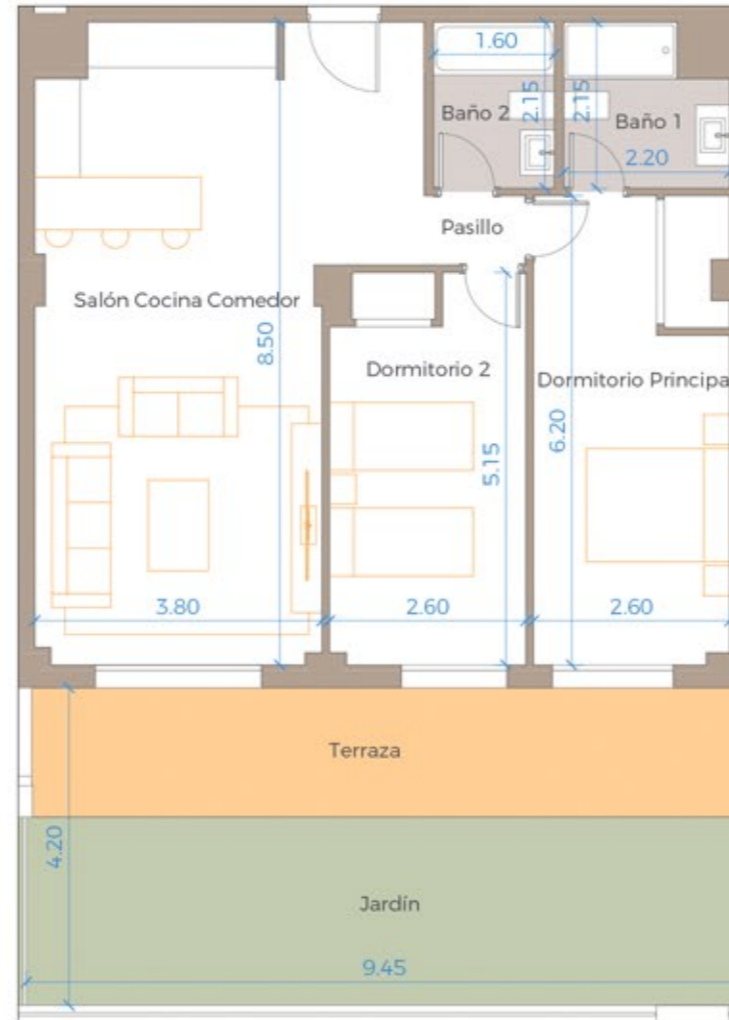 1.60
Baño 2
2.15
2.15
Baño 1
2.20
Pasillo
Salón Cocina Comedor
8.50
Dormitorio 2
Dormitorio Principa
6.20
5.15
3.80
2.60
2.60
Terraza
4.20
Jardín
9.45